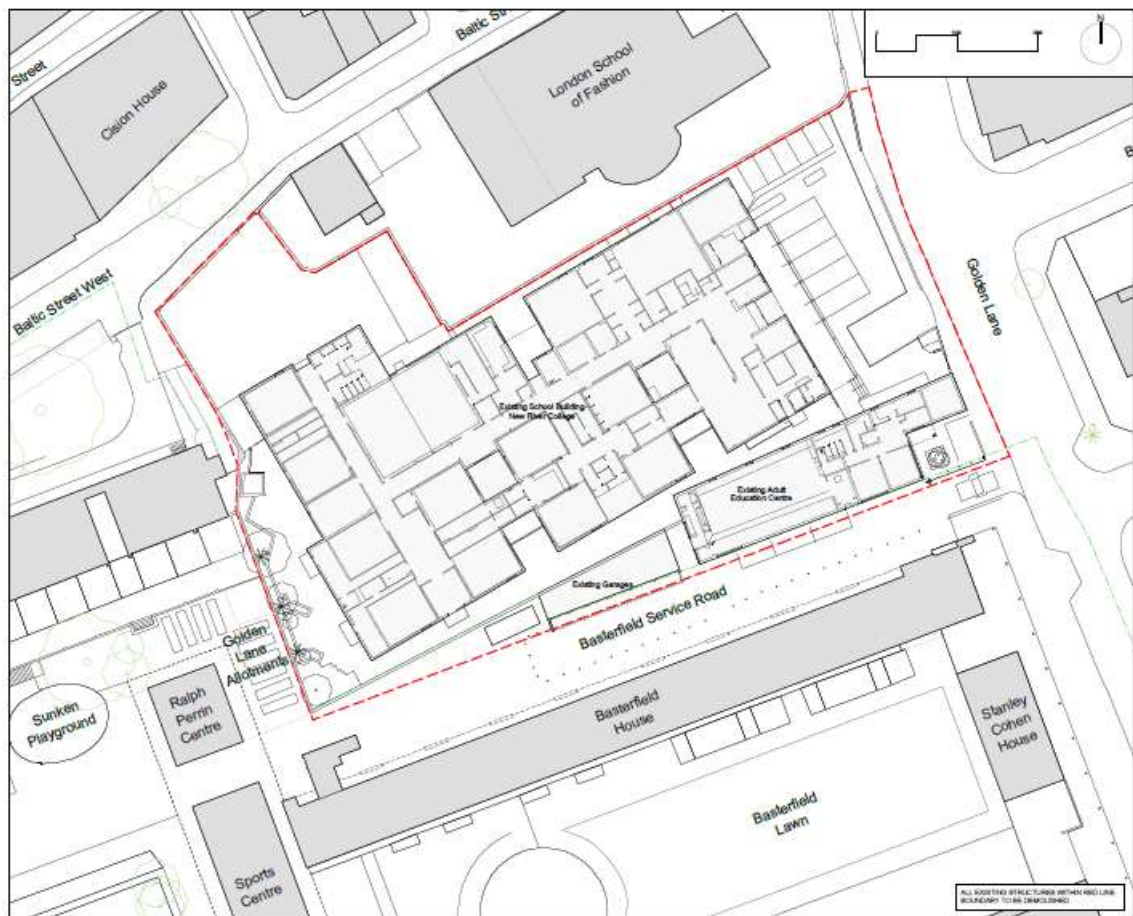 Baltic
N
Street
Cision House
London School
of Fashion
Baltic Street West
Golden Lane
Existing School Building
New River College
Existing Adult
Education Centre
Existing Garages
Basterfield Service Road
Golden
Lane
Allotments
Ralph
Perrin
Centre
Sunken
Playground
Basterfield
House
Stanley
Cohen
House
Basterfield
Lawn
Sports
Centre
ALL EXISTING STRUCTURES WITHIN RED LINE
BOUNDARY TO BE DEMOLISHED